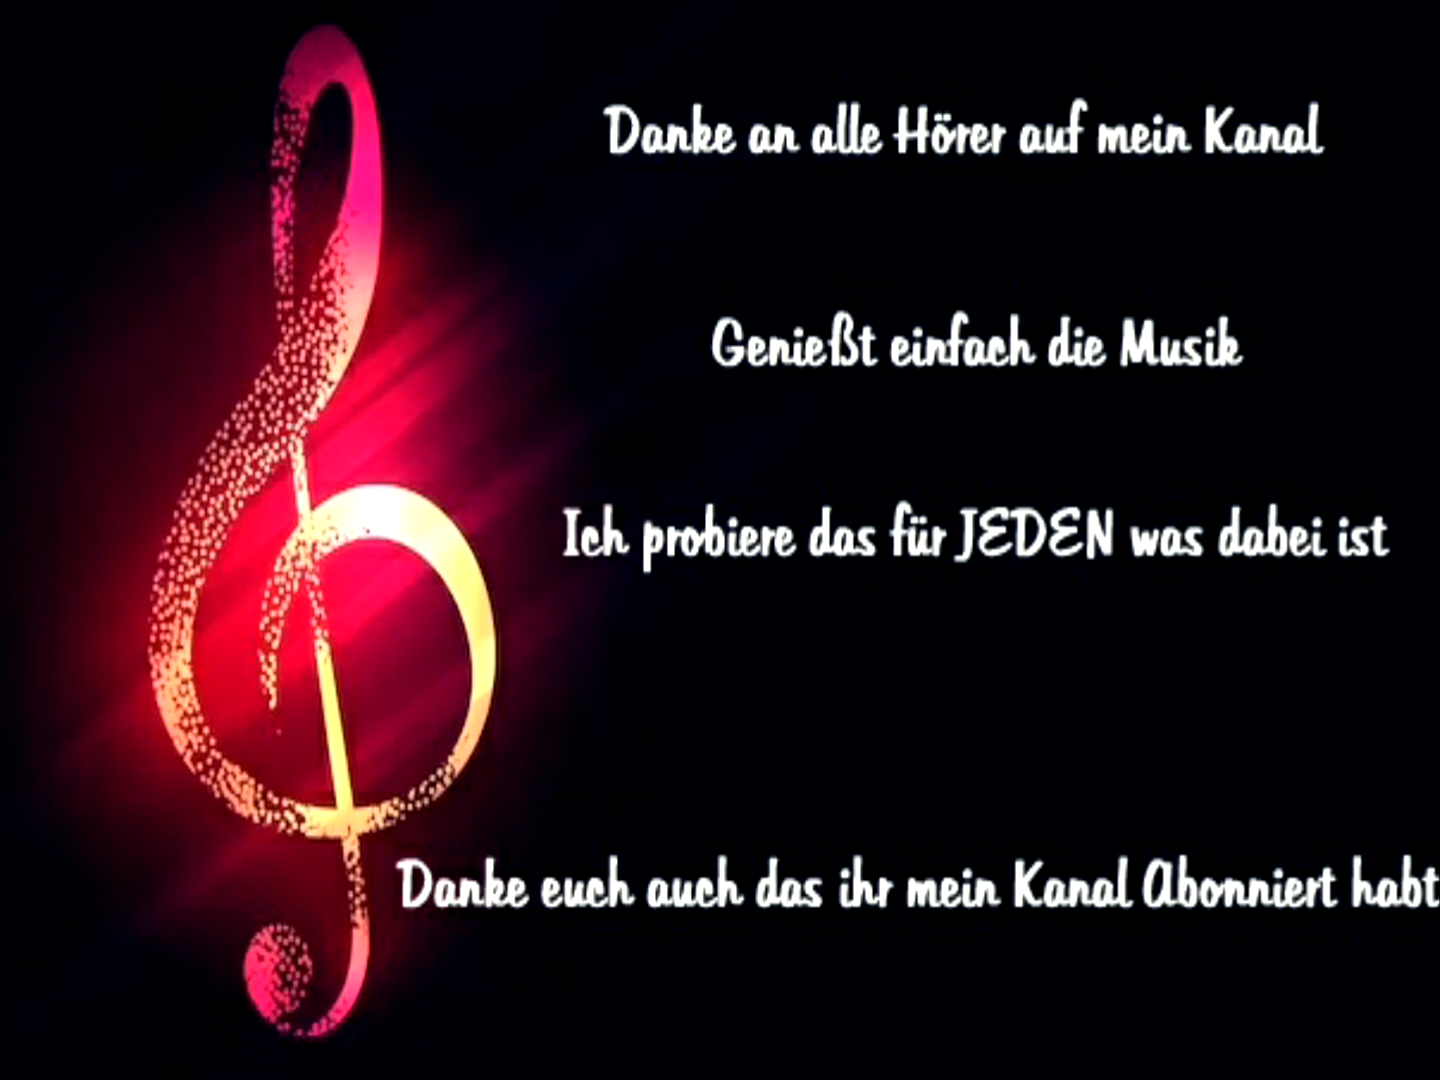 Danke an alle Hörer auf mein Kanal
Genießt einfach die Musik
Ich probiere das für JEDEN was dabei ist
Danke euch auch das ihr mein Kanal Abonniert habt